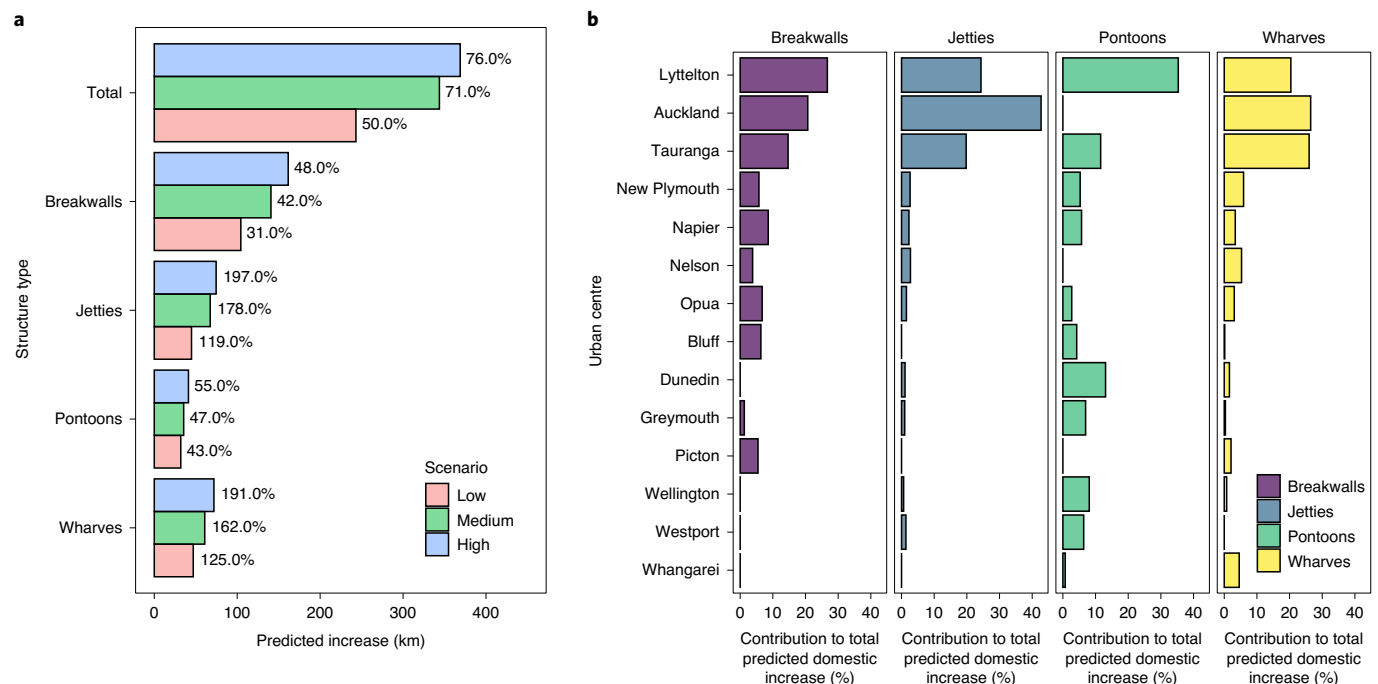 a
Structure type
Total
Breakwalls
Jetties
Pontoons
Wharves
76.0%
71.0%
50.0%
48.0%
42.0%
31.0%
197.0%
178.0%
119.0%
55.0%
47.0%
43.0%
191.0%
162.0%
125.0%
Scenario
Low
Medium
High
0 100 200 300 400
Predicted increase (km)
b
Urban centre
Breakwalls Jetties Pontoons Wharves
Lyttelton
Auckland
Tauranga
New Plymouth
Napier
Nelson
Opua
Bluff
Dunedin
Greymouth
Picton
Wellington
Westport
Whangarei
Breakwalls
Jetties
Pontoons
Wharves
0 10 20 30 40 0 10 20 30 40 0 10 20 30 40 0 10 20 30 40
Contribution to total
predicted domestic
increase (%)
Contribution to total
predicted domestic
increase (%)
Contribution to total
predicted domestic
increase (%)
Contribution to total
predicted domestic
increase (%)